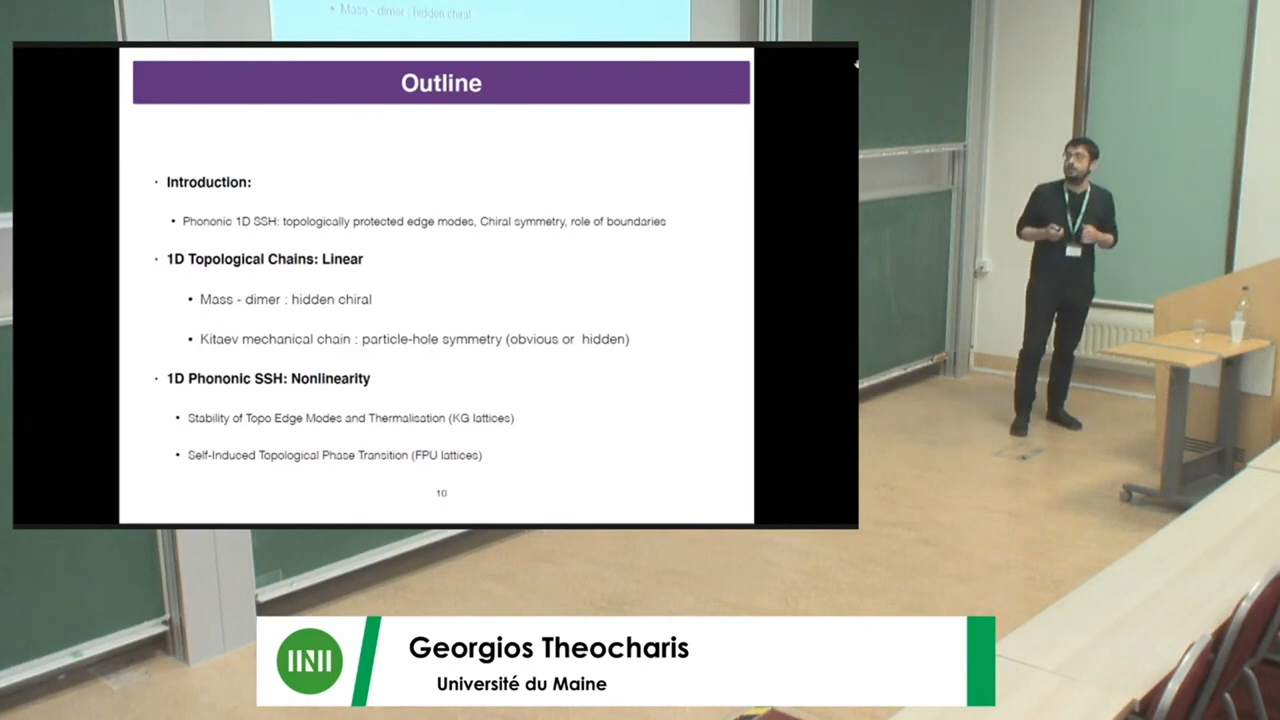 • Mass - dimer : hidden chiral
Outline
· Introduction:
• Phononic 1D SSH: topologically protected edge modes, Chiral symmetry, role of boundaries
· 1D Topological Chains: Linear
• Mass - dimer : hidden chiral
• Kitaev mechanical chain : particle-hole symmetry (obvious or hidden)
· 1D Phononic SSH: Nonlinearity
• Stability of Topo Edge Modes and Thermalisation (KG lattices)
• Self-Induced Topological Phase Transition (FPU lattices)
10
Georgios Theocharis
Université du Maine